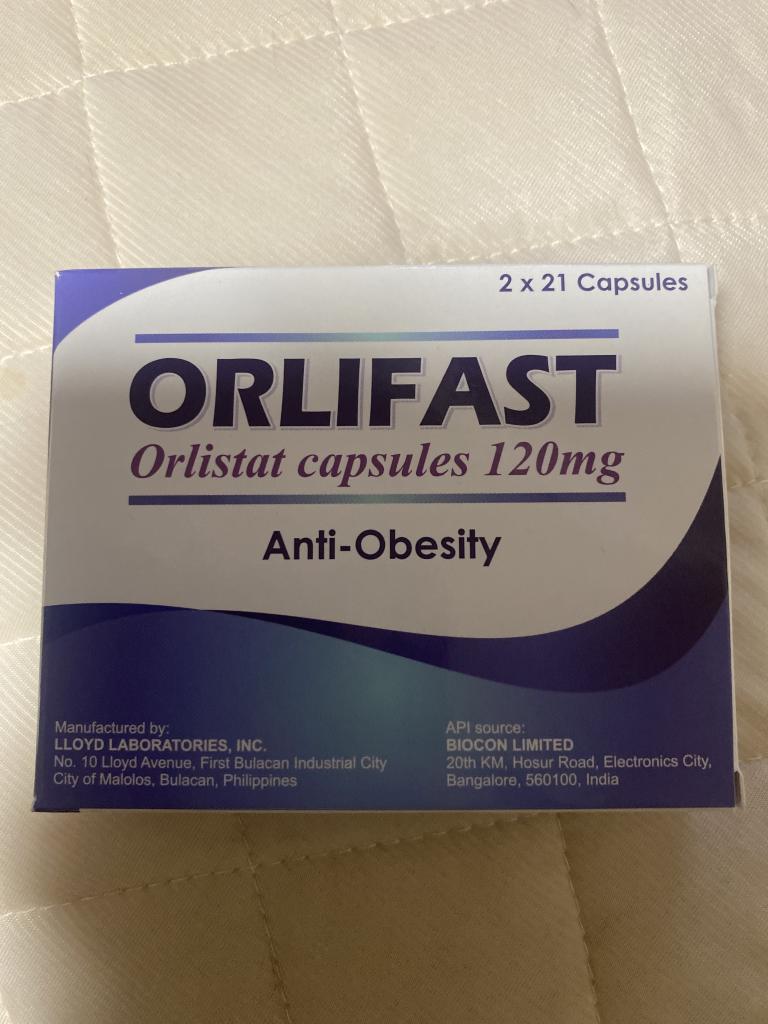 2 x 21 Capsules
ORLIFAST
Orlistat capsules 120mg
Anti-Obesity
Manufactured by:
LLOYD LABORATORIES, INC.
No. 10 Lloyd Avenue, First Bulacan Industrial City
City of Malolos, Bulacan, Philippines
API source:
BIOCON LIMITED
20th KM, Hosur Road, Electronics City,
Bangalore, 560100, India